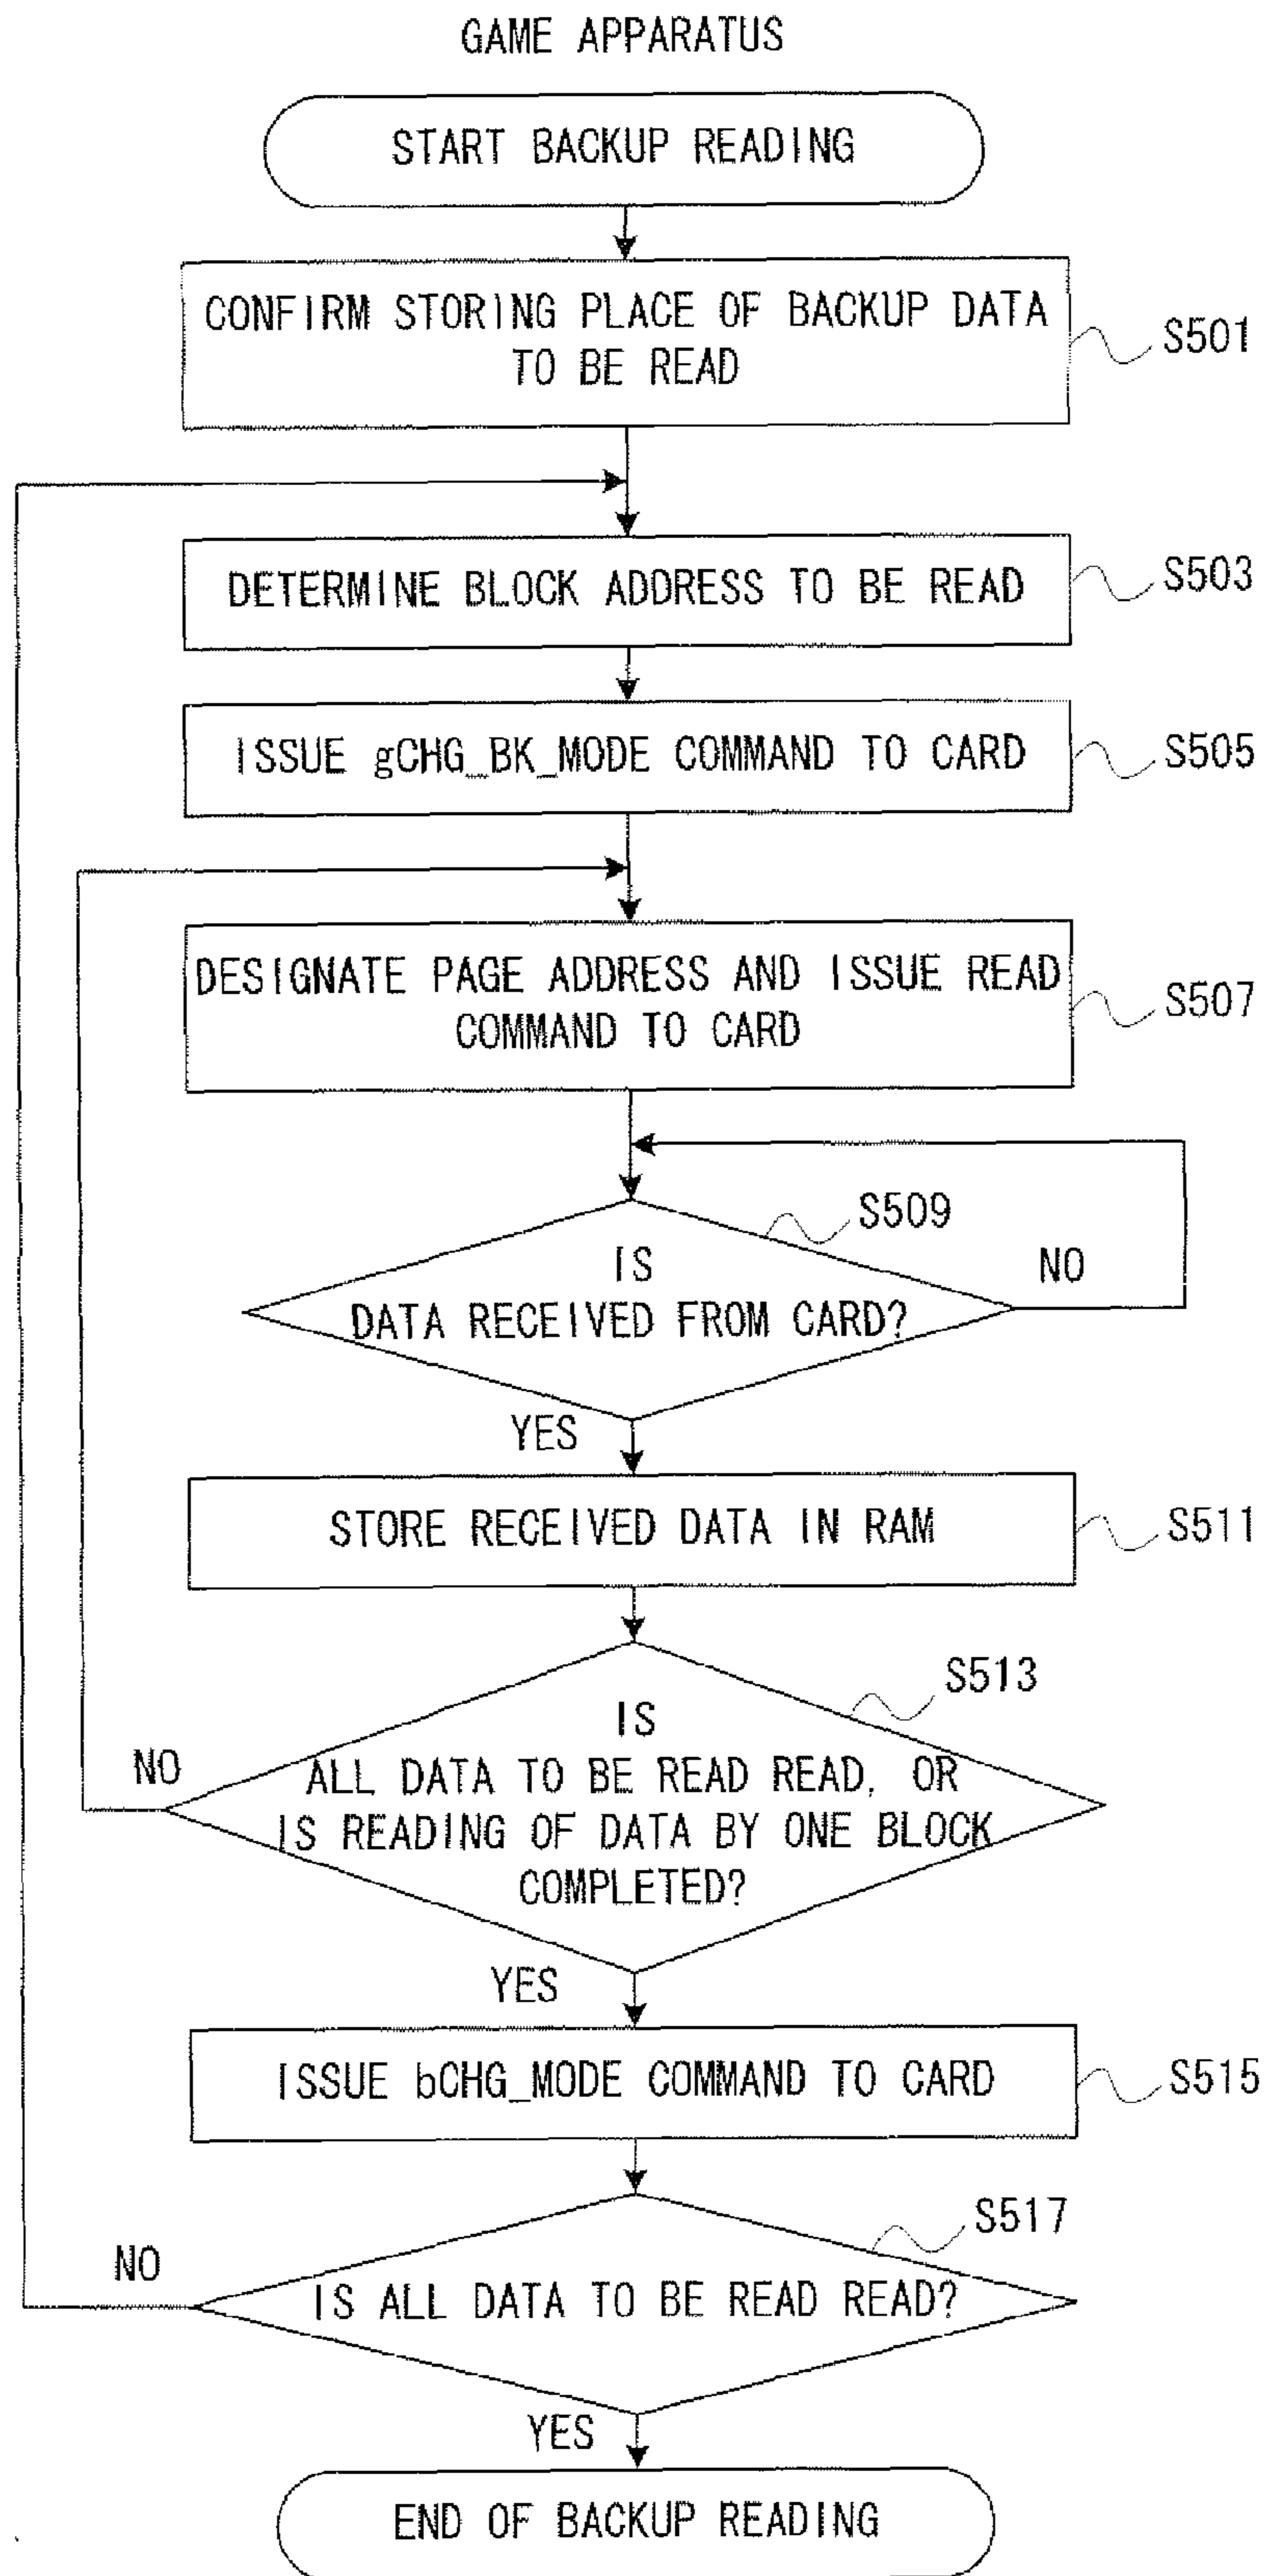 GAME APPARATUS
START BACKUP READING
CONFIRM STORING PLACE OF BACKUP DATA
TO BE READ
S501
DETERMINE BLOCK ADDRESS TO BE READ
S503
ISSUE gCHG_BK_MODE COMMAND TO CARD
S505
DESIGNATE PAGE ADDRESS AND ISSUE READ
COMMAND TO CARD
S507
S509
IS
DATA RECEIVED FROM CARD?
NO
YES
STORE RECEIVED DATA IN RAM
S511
S513
IS
ALL DATA TO BE READ READ, OR
IS READING OF DATA BY ONE BLOCK
COMPLETED?
NO
YES
ISSUE bCHG_MODE COMMAND TO CARD
S515
S517
NO
IS ALL DATA TO BE READ READ?
YES
END OF BACKUP READING